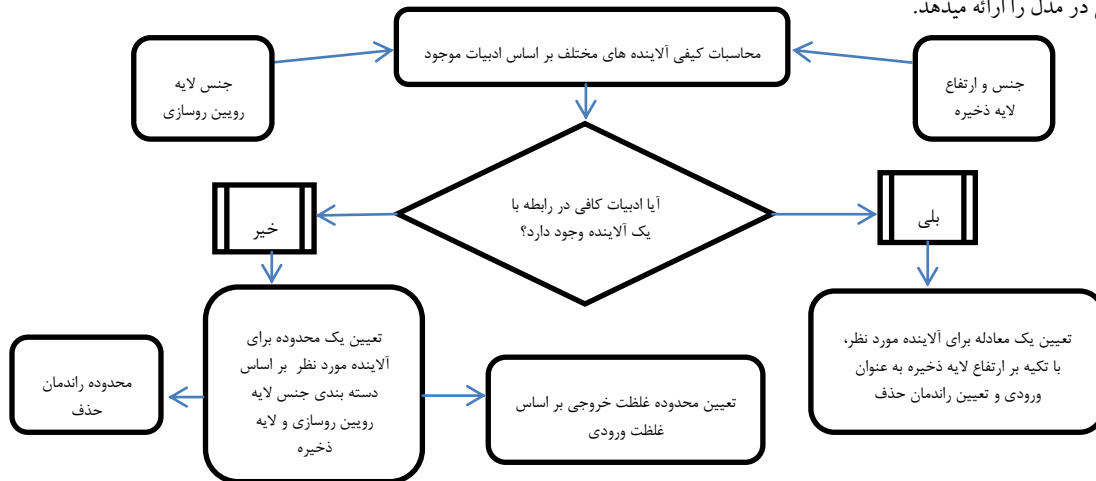 در مدل را ارائه میدهد.
محاسبات کیفی آلاینده های مختلف بر اساس ادبیات موجود
جنس و ارتفاع
لایه ذخیره
جنس لایه
رویین روسازی
آیا ادبیات کافی در رابطه با
یک آلاینده وجود دارد؟
بلی
خیر
تعیین یک معادله برای آلاینده مورد نظر،
با تکیه بر ارتفاع لایه ذخیره به عنوان
ورودی و تعیین راندمان حذف
تعیین یک محدوده برای
آلاینده مورد نظر بر اساس
دسته بندی جنس لایه
رویین روسازی و لایه
ذخیره
تعیین محدوده غلظت خروجی بر اساس
غلظت ورودی
محدوده راندمان
حذف